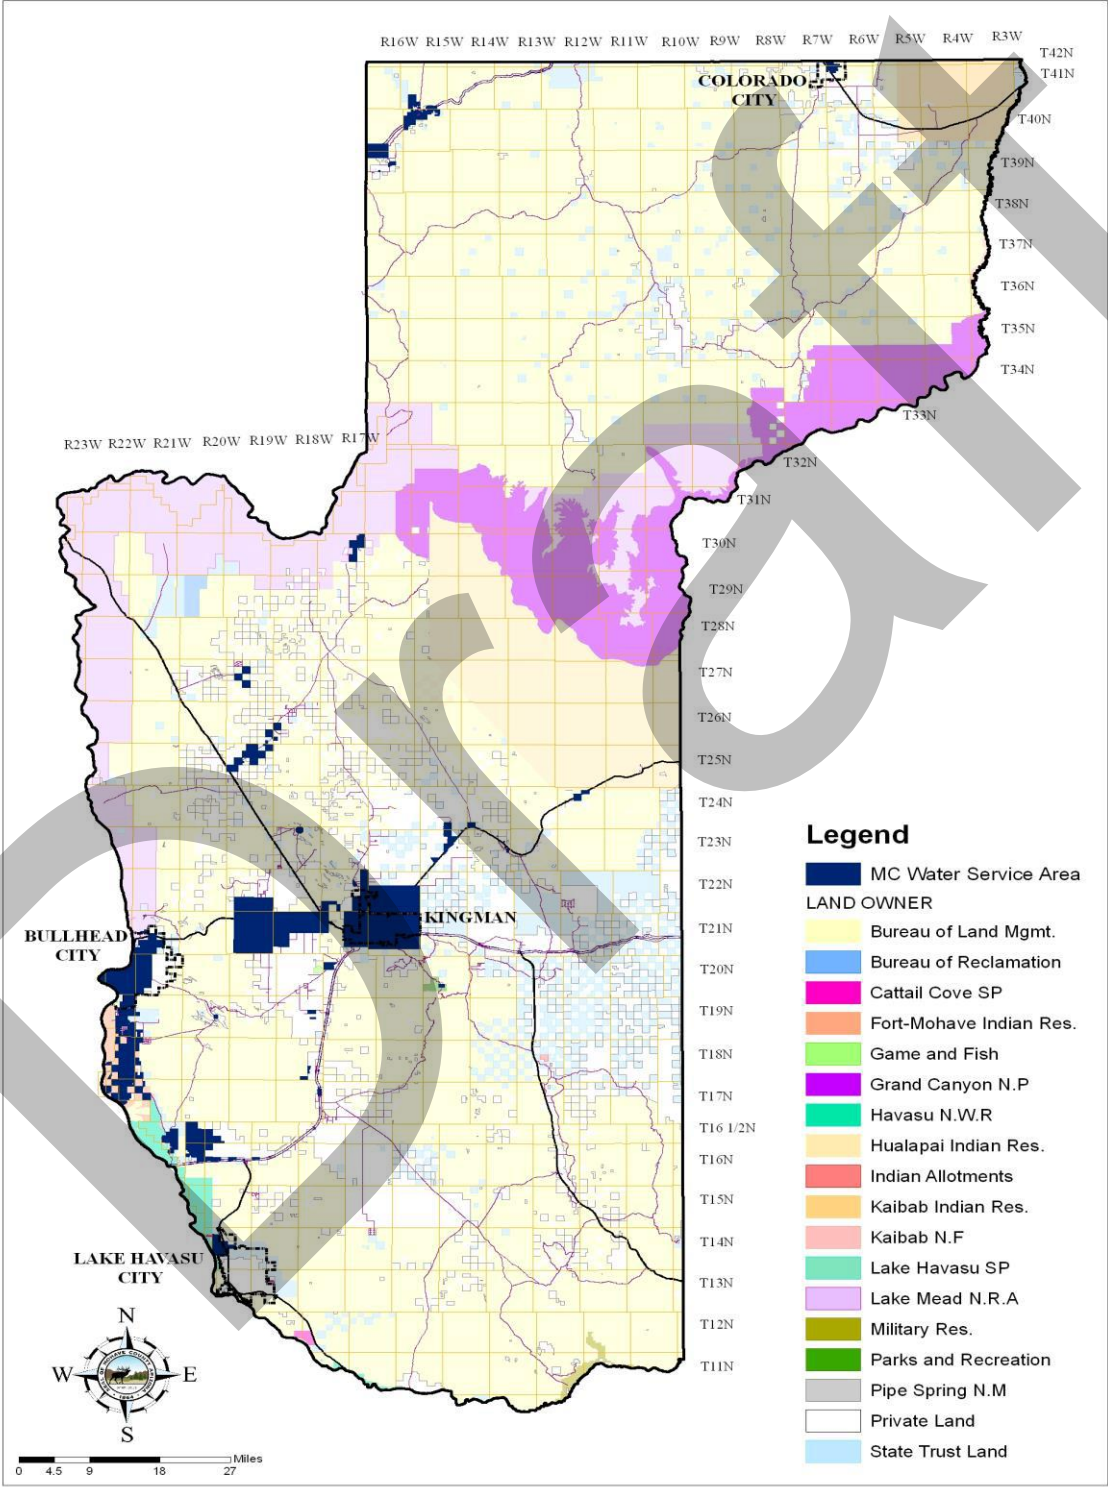 R16W R15W R14W R13W R12W R11W R10W R9W R8W R7W R6W R5W R4W R3W
T42N
T41N
COLORADO
CITY
T40N
T39N
T38N
T37N
T36N
T35N
T34N
T33N
R23W R22W R21W R20W R19W R18W R17W
T32N
T31N
T30N
T29N
T28N
T27N
T26N
T25N
T24N
T23N
T22N
KINGMAN
T21N
BULLHEAD
CITY
T20N
T19N
T18N
T17N
T16 1/2N
T16N
T15N
T14N
LAKE HAVASU
CITY
T13N
T12N
T11N
Draft
Legend
MC Water Service Area
LAND OWNER
Bureau of Land Mgmt.
Bureau of Reclamation
Cattail Cove SP
Fort-Mohave Indian Res.
Game and Fish
Grand Canyon N.P
Havasu N.W.R
Hualapai Indian Res.
Indian Allotments
Kaibab Indian Res.
Kaibab N.F
Lake Havasu SP
Lake Mead N.R.A
Military Res.
Parks and Recreation
Pipe Spring N.M
Private Land
State Trust Land
N
W E
S
Miles
0 4.5 9 18 27